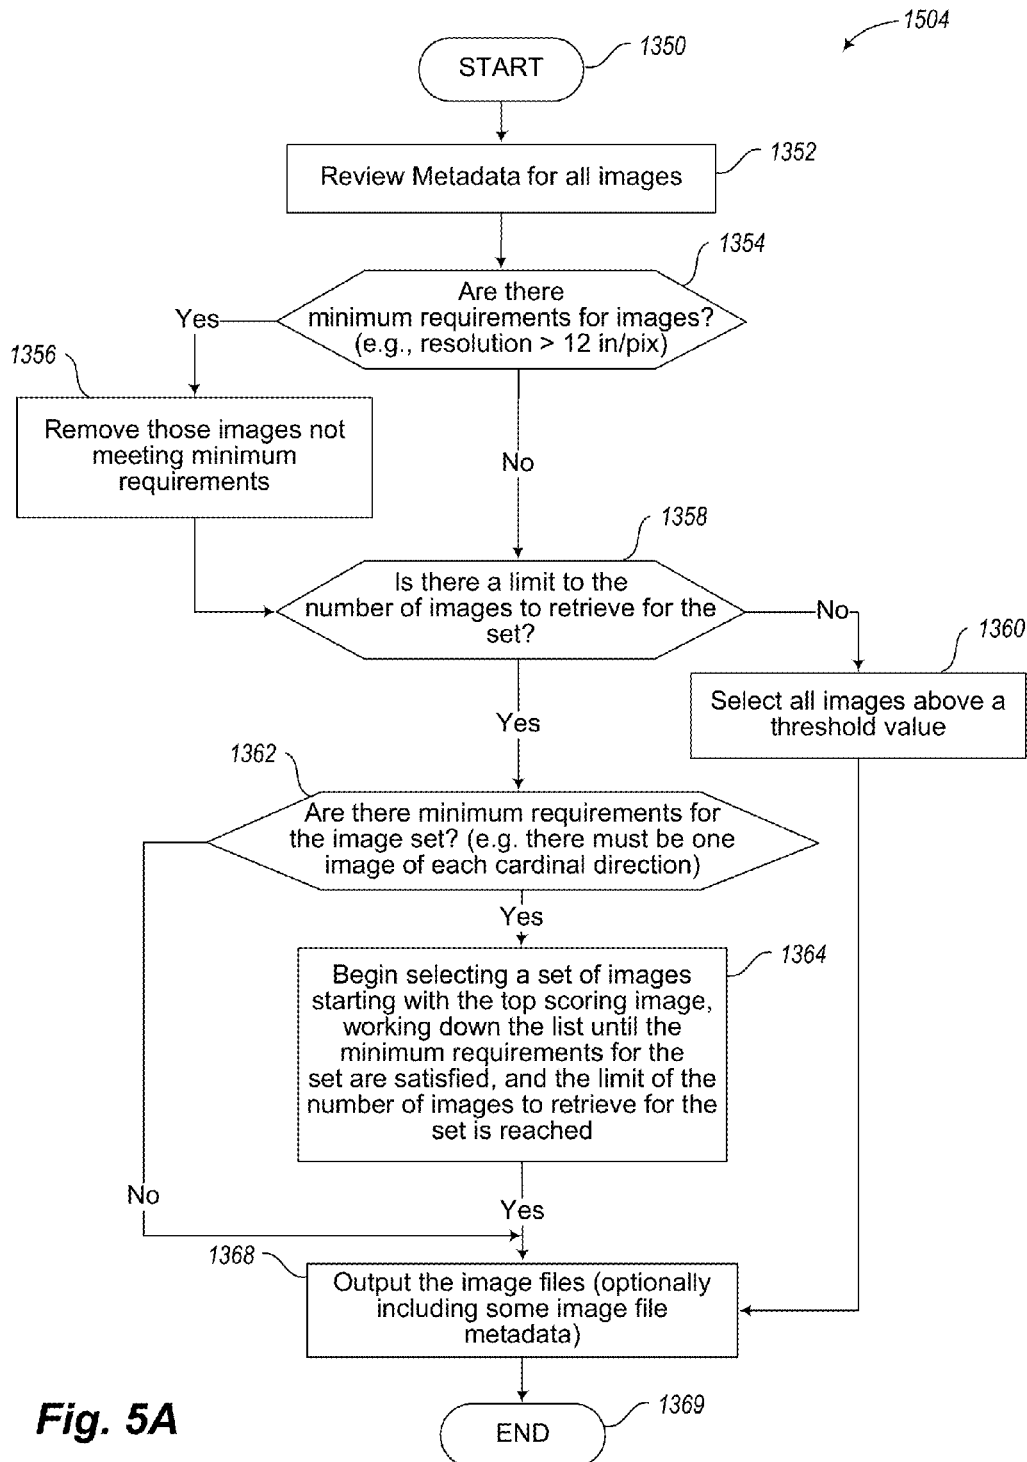 1504
1350
START
1352
Review Metadata for all images
1354
Are there
minimum requirements for images?
(e.g., resolution > 12 in/pix)
Yes
1356
Remove those images not
meeting minimum
requirements
No
1358
Is there a limit to the
number of images to retrieve for the
set?
No
1360
Select all images above a
threshold value
Yes
1362
Are there minimum requirements for
the image set? (e.g. there must be one
image of each cardinal direction)
Yes
1364
Begin selecting a set of images
starting with the top scoring image,
working down the list until the
minimum requirements for the
set are satisfied, and the limit of the
number of images to retrieve for the
set is reached
No
Yes
1368
Output the image files (optionally
including some image file
metadata)
1369
END
Fig. 5A